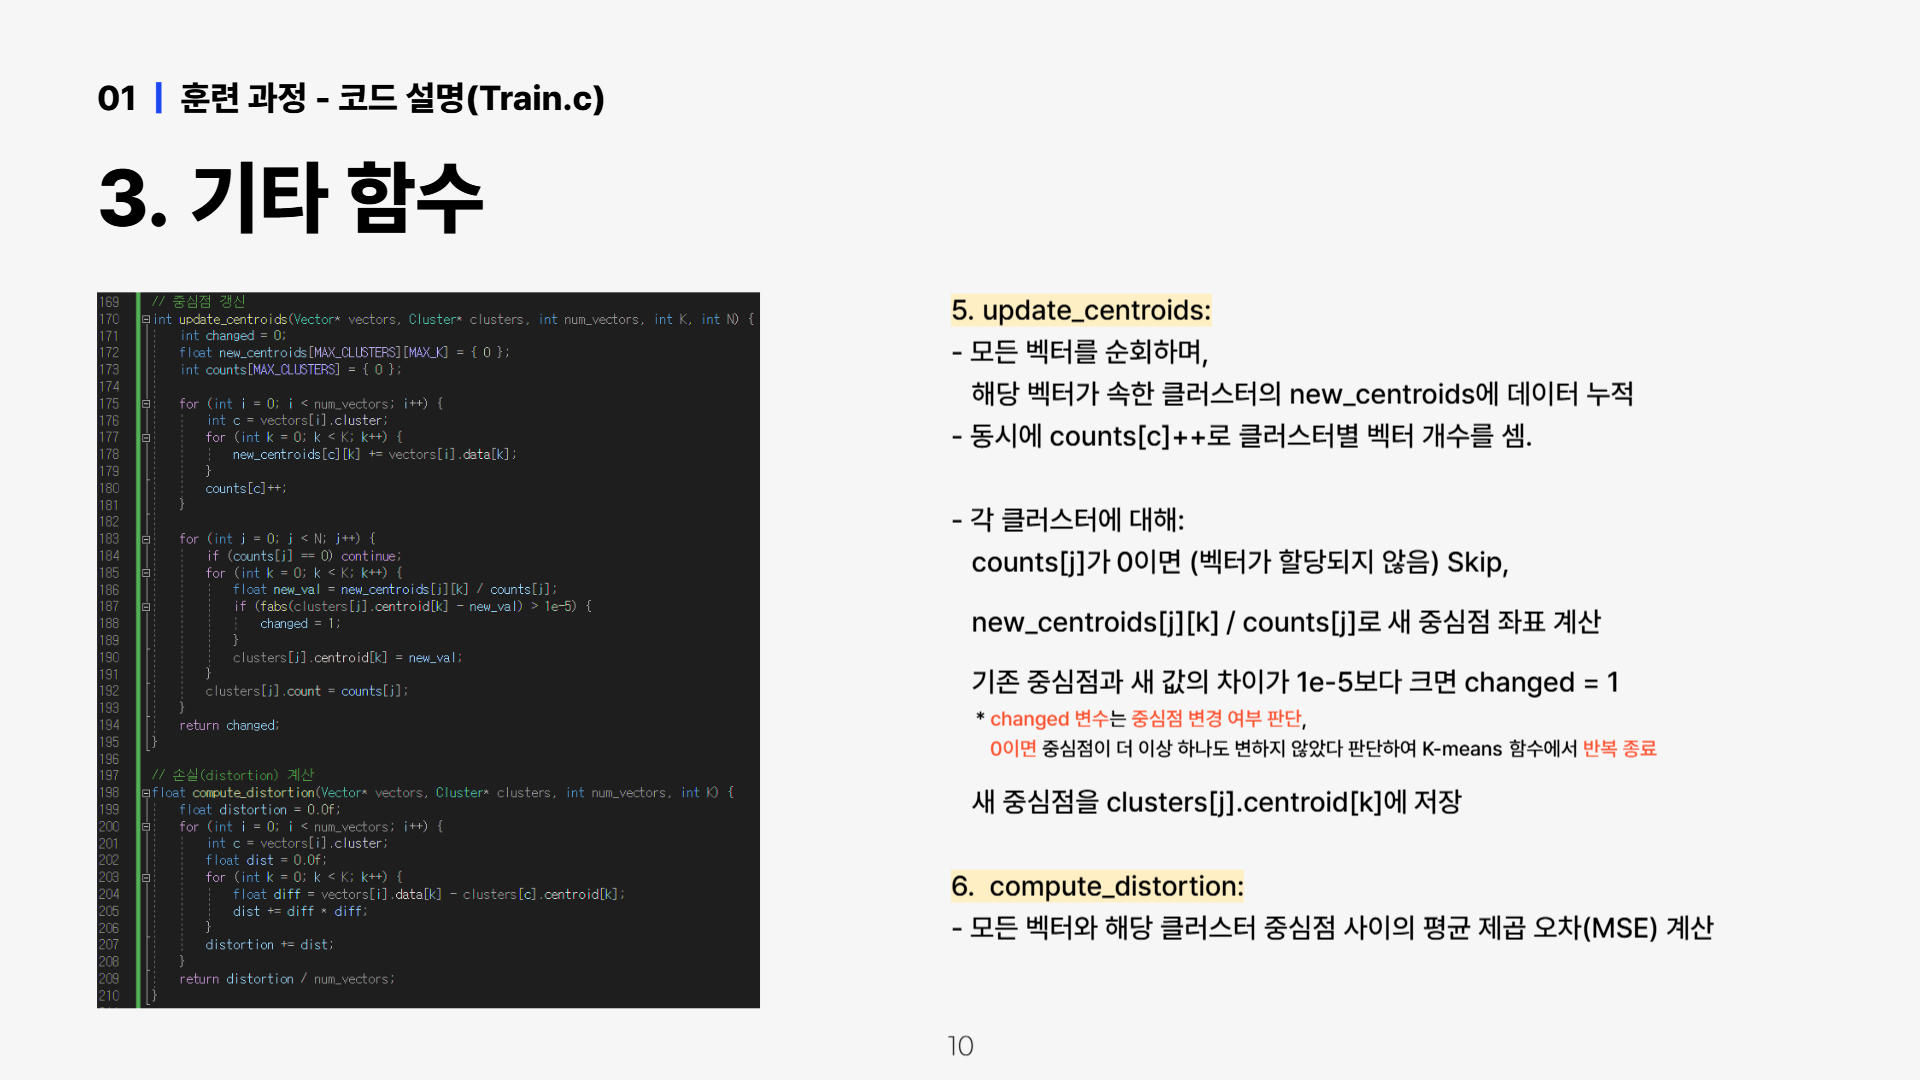 01 | 훈련 과정 - 코드 설명(Train.c)
3. 기타 함수
169 // 중심점 갱신
170 int update_centroids(Vector* vectors, Cluster* clusters, int num_vectors, int K, int N) {
171 int changed = 0;
172 float new_centroids[MAX_CLUSTERS][MAX_K] = { 0 };
173 int counts[MAX_CLUSTERS] = { 0 };
174
175 for (int i = 0; i < num_vectors; i++) {
176 int c = vectors[i].cluster;
177 for (int k = 0; k < K; k++) {
178 new_centroids[c][k] += vectors[i].data[k];
179 }
180 counts[c]++;
181 }
182
183 for (int j = 0; j < N; j++) {
184 if (counts[j] == 0) continue;
185 for (int k = 0; k < K; k++) {
186 float new_val = new_centroids[j][k] / counts[j];
187 if (fabs(clusters[j].centroid[k] - new_val) > 1e-5) {
188 changed = 1;
189 }
190 clusters[j].centroid[k] = new_val;
191 }
192 clusters[j].count = counts[j];
193 }
194 return changed;
195 }
196
197 // 손실(distortion) 계산
198 float compute_distortion(Vector* vectors, Cluster* clusters, int num_vectors, int K) {
199 float distortion = 0.0f;
200 for (int i = 0; i < num_vectors; i++) {
201 int c = vectors[i].cluster;
202 float dist = 0.0f;
203 for (int k = 0; k < K; k++) {
204 float diff = vectors[i].data[k] - clusters[c].centroid[k];
205 dist += diff * diff;
206 }
207 distortion += dist;
208 }
209 return distortion / num_vectors;
210 }
5. update_centroids:
- 모든 벡터를 순회하며,
해당 벡터가 속한 클러스터의 new_centroids에 데이터 누적
- 동시에 counts[c]++로 클러스터별 벡터 개수를 셈.
- 각 클러스터에 대해:
counts[j]가 0이면 (벡터가 할당되지 않음) Skip,
new_centroids[j][k] / counts[j]로 새 중심점 좌표 계산
기존 중심점과 새 값의 차이가 1e-5보다 크면 changed = 1
* changed 변수는 중심점 변경 여부 판단,
0이면 중심점이 더 이상 하나도 변하지 않았다 판단하여 K-means 함수에서 반복 종료
새 중심점을 clusters[j].centroid[k]에 저장
6. compute_distortion:
- 모든 벡터와 해당 클러스터 중심점 사이의 평균 제곱 오차(MSE) 계산
10